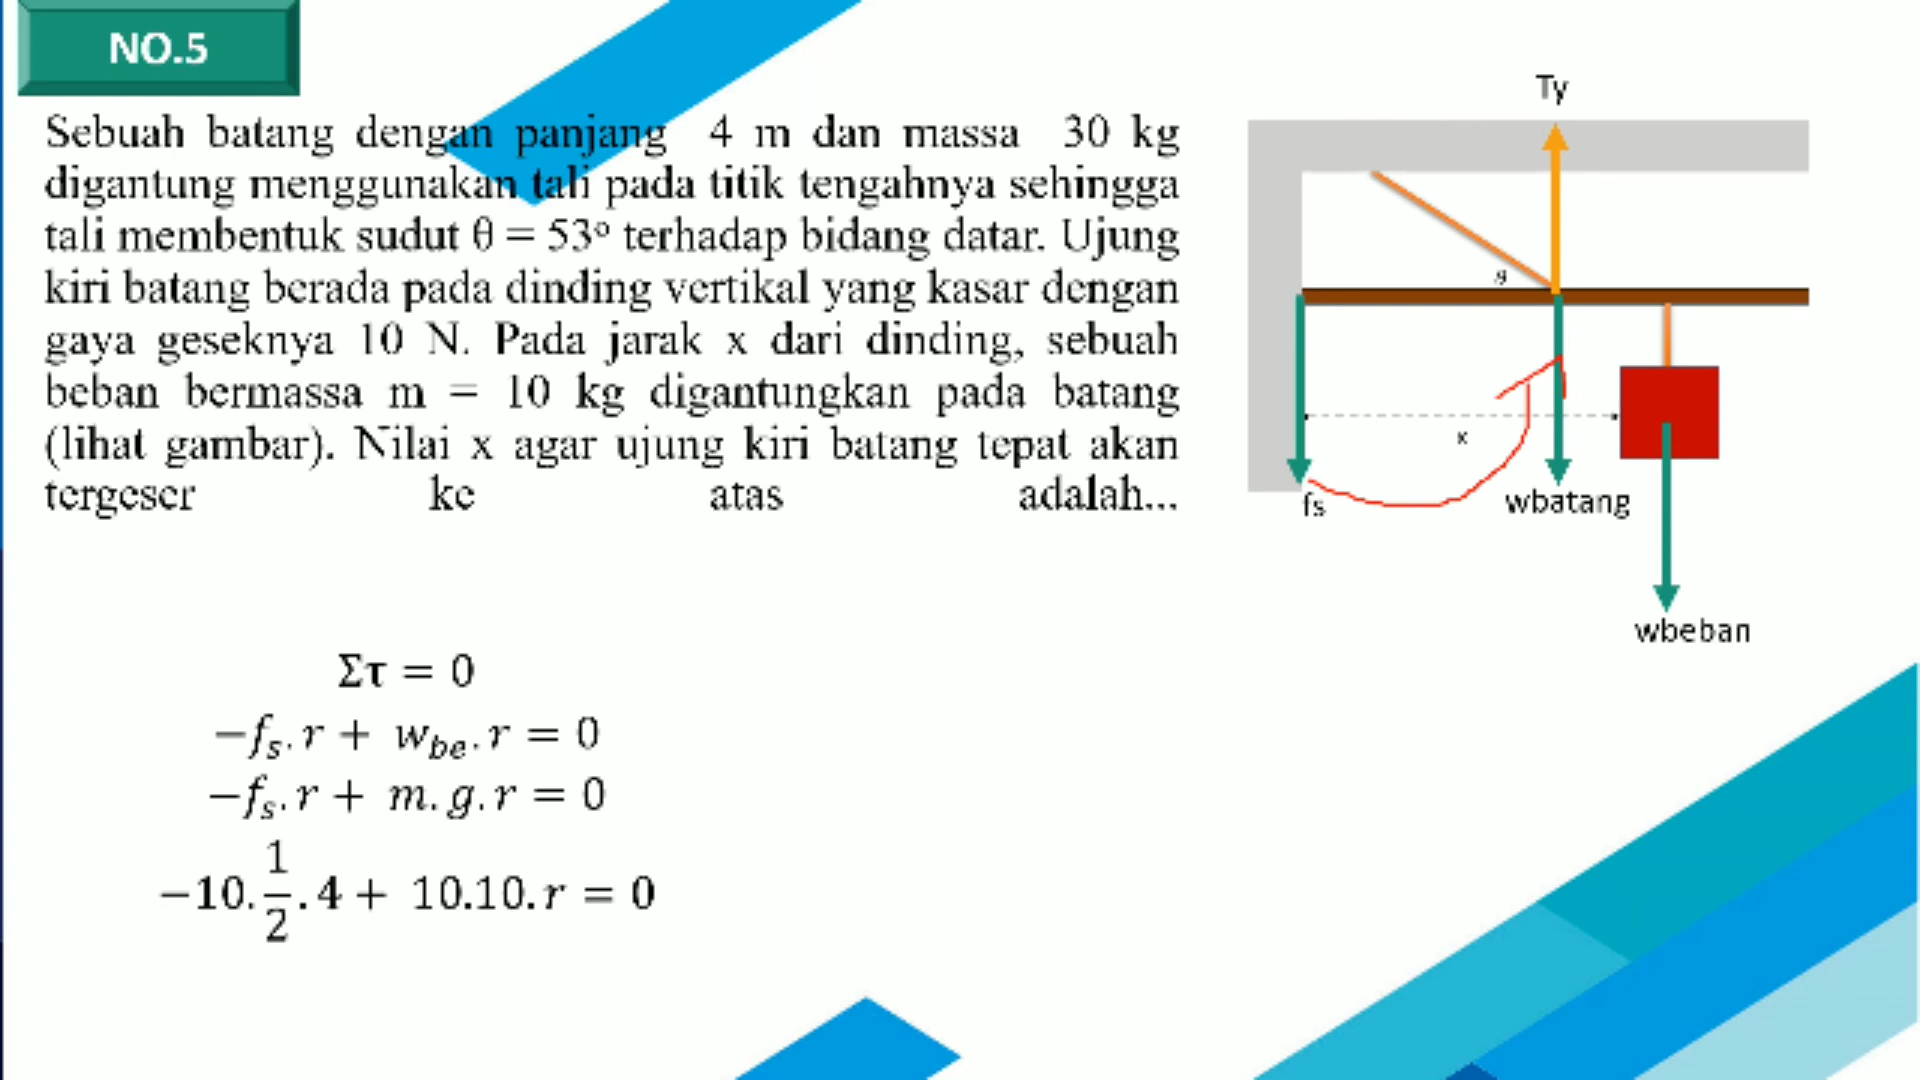 NO.5
Sebuah batang dengan panjang 4 m dan massa 30 kg
digantung menggunakan tali pada titik tengahnya sehingga
tali membentuk sudut θ = 53° terhadap bidang datar. Ujung
kiri batang berada pada dinding vertikal yang kasar dengan
gaya geseknya 10 N. Pada jarak x dari dinding, sebuah
beban bermassa m = 10 kg digantungkan pada batang
(lihat gambar). Nilai x agar ujung kiri batang tepat akan
tergeser ke atas adalah...
Ty
θ
x
fs
wbatang
wbeban
Στ = 0
−fₛ.r + w_be.r = 0
−fₛ.r + m.g.r = 0
−10.1/2.4 + 10.10.r = 0